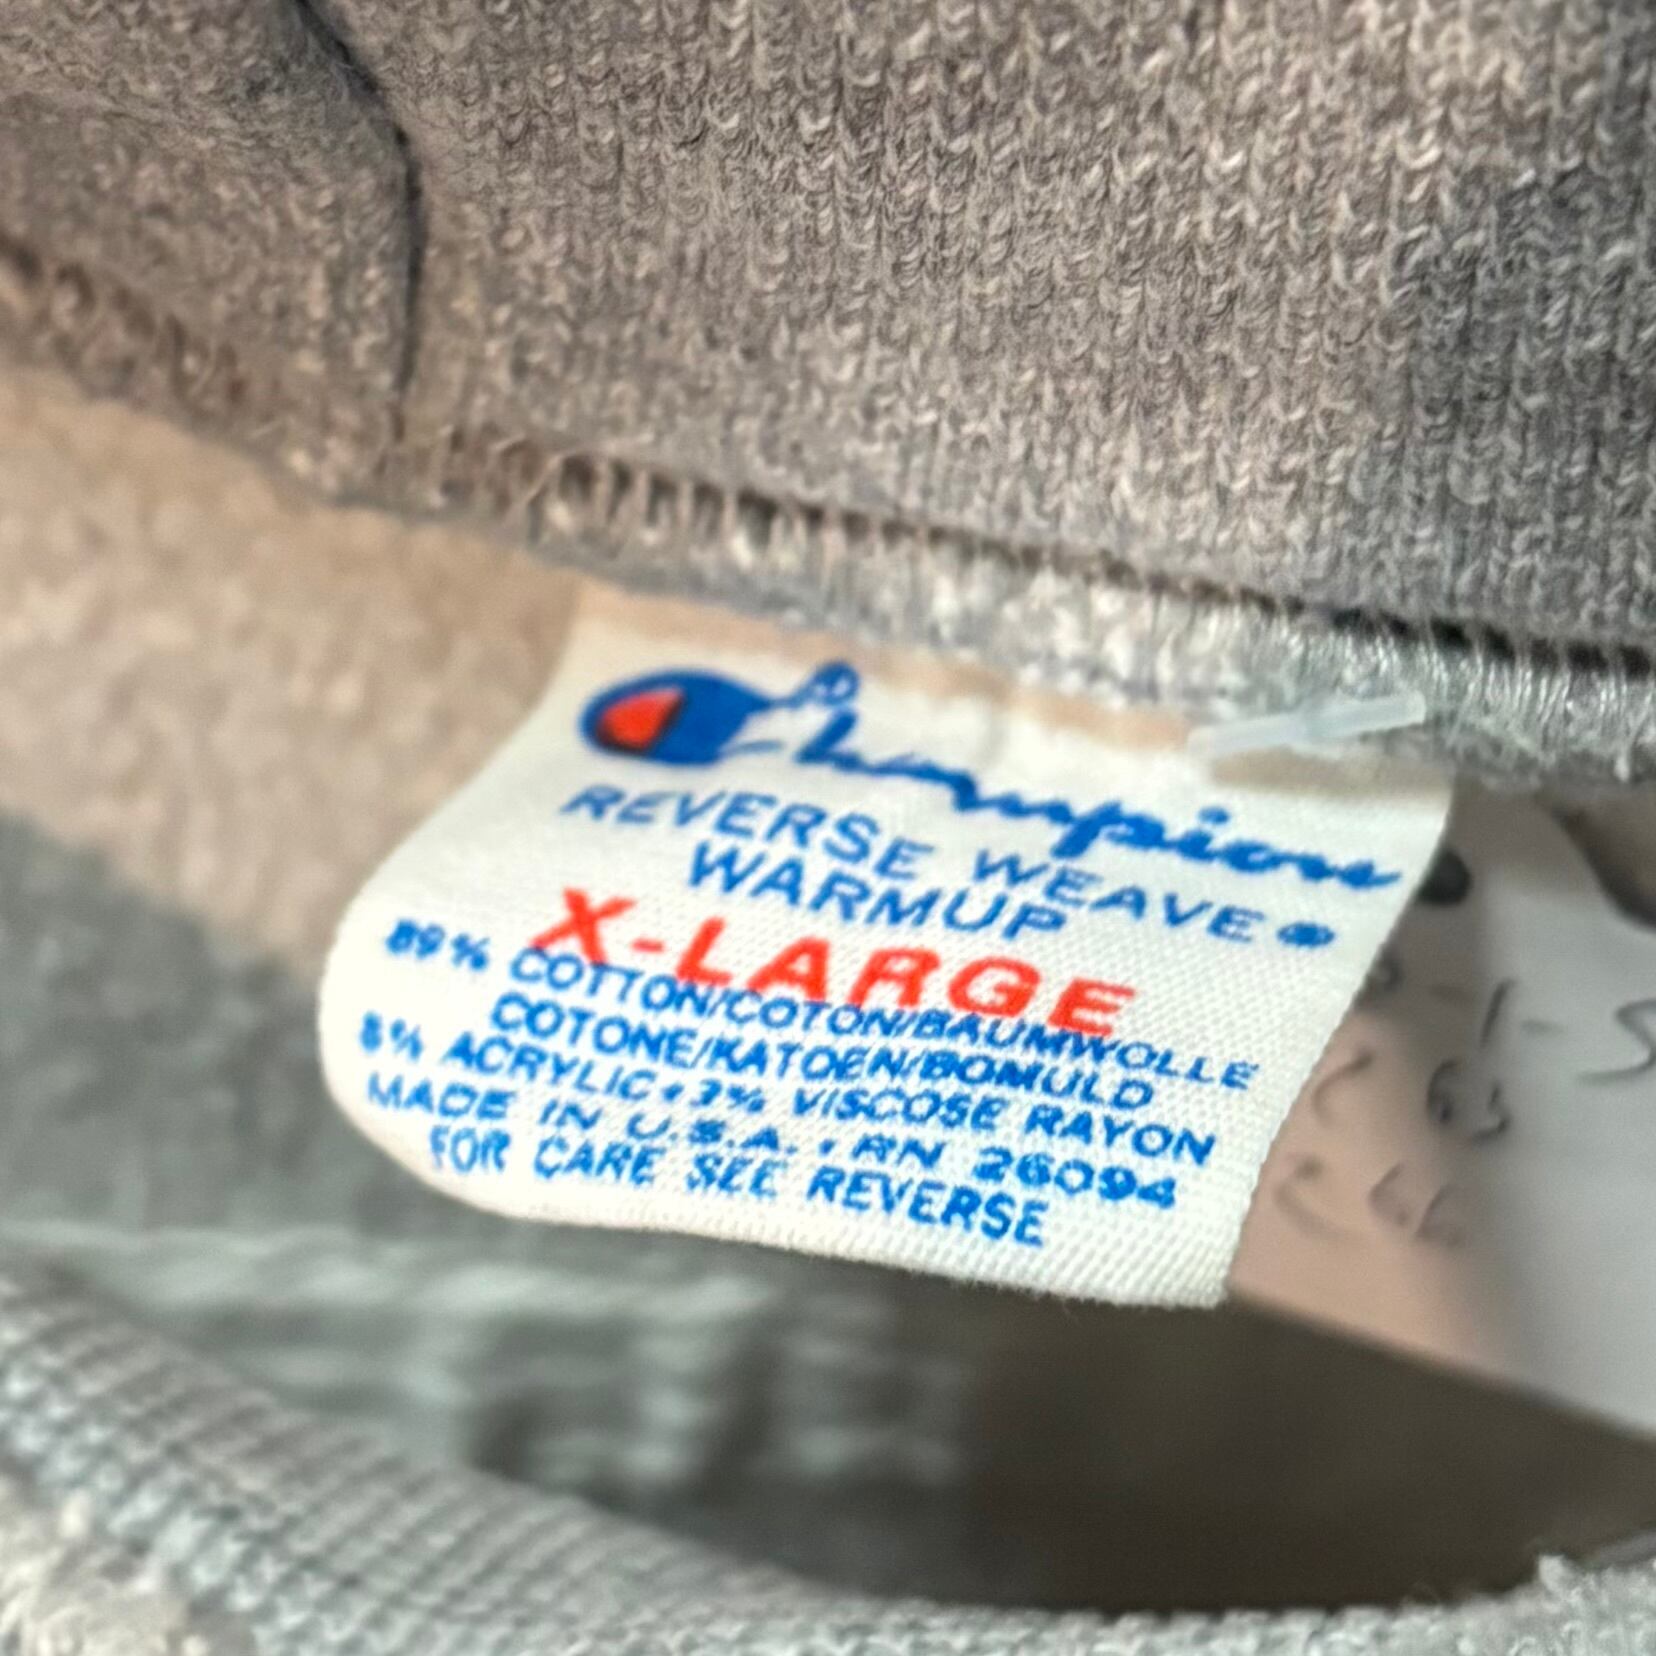 Champion
REVERSE WEAVE ®
WARMUP
X-LARGE
89% COTTON/COTON/BAUMWOLLE
COTONE/KATOEN/BOMULD
8% ACRYLIC • 3% VISCOSE RAYON
MADE IN U.S.A. • RN 26094
FOR CARE SEE REVERSE